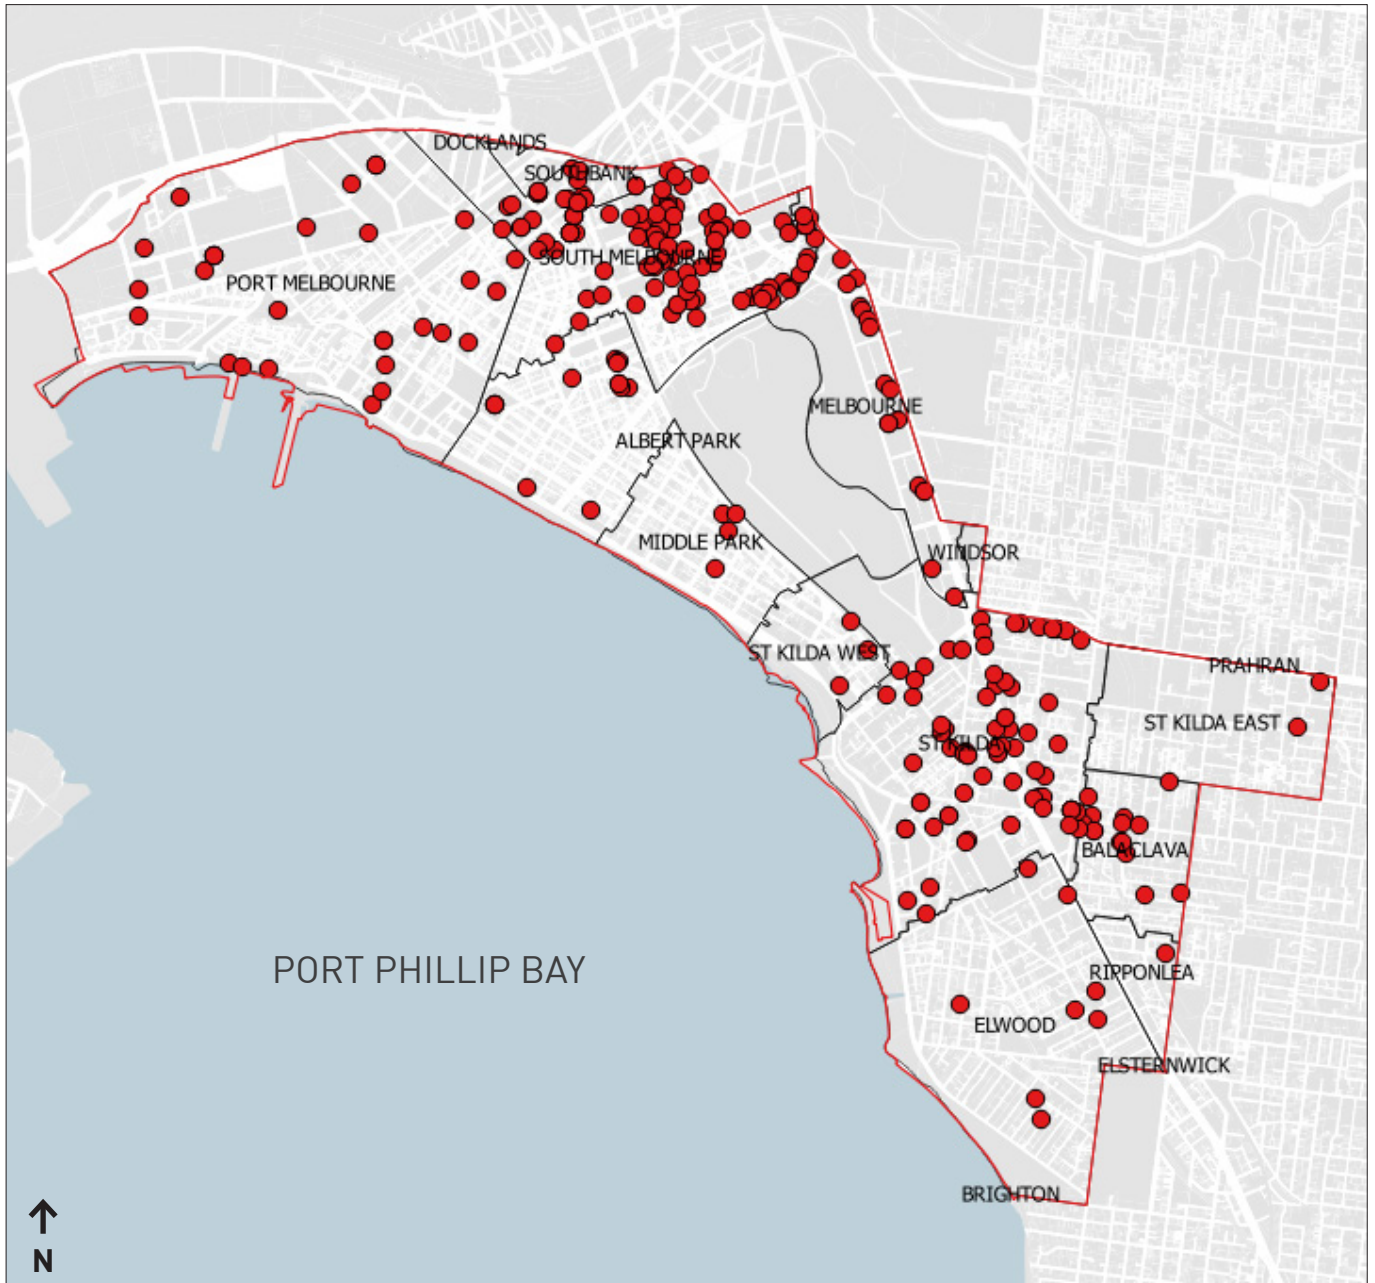 DOCKLANDS
SOUTHBANK
SOUTH MELBOURNE
PORT MELBOURNE
MELBOURNE
ALBERT PARK
MIDDLE PARK
WINDSOR
ST KILDA WEST
PRAHRAN
ST KILDA EAST
ST KILDA
BALACLAVA
PORT PHILLIP BAY
RIPPONLEA
ELWOOD
ELSTERNWICK
BRIGHTON
N